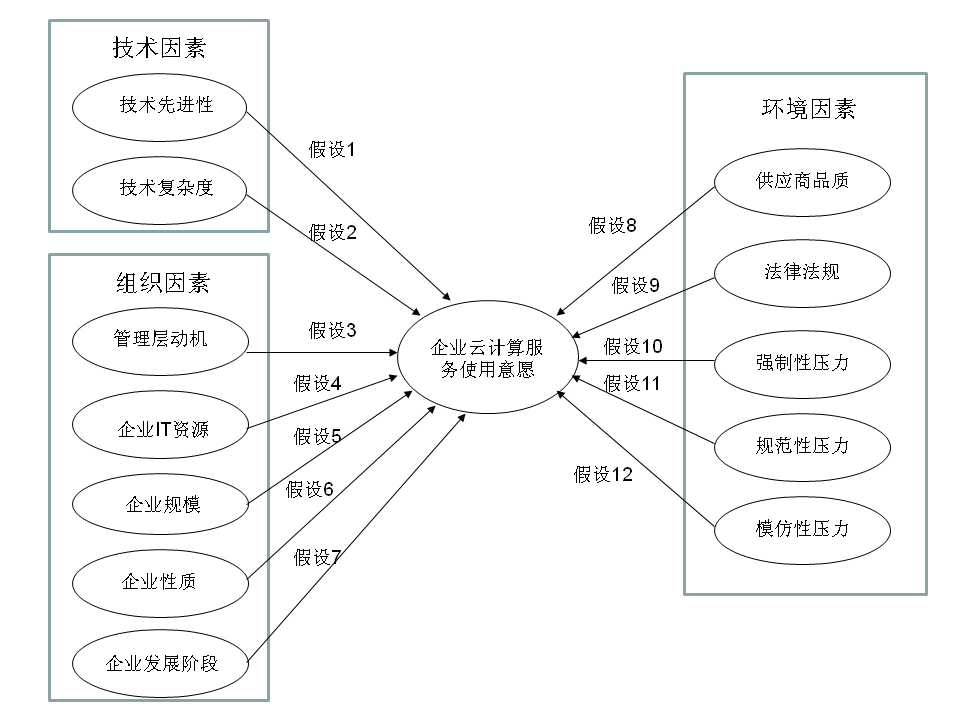 技术因素
技术先进性
技术复杂度
假设1
假设2
组织因素
管理层动机
企业IT资源
企业规模
企业性质
企业发展阶段
假设3
假设4
假设5
假设6
假设7
企业云计算服
务使用意愿
假设8
假设9
假设10
假设11
假设12
环境因素
供应商品质
法律法规
强制性压力
规范性压力
模仿性压力